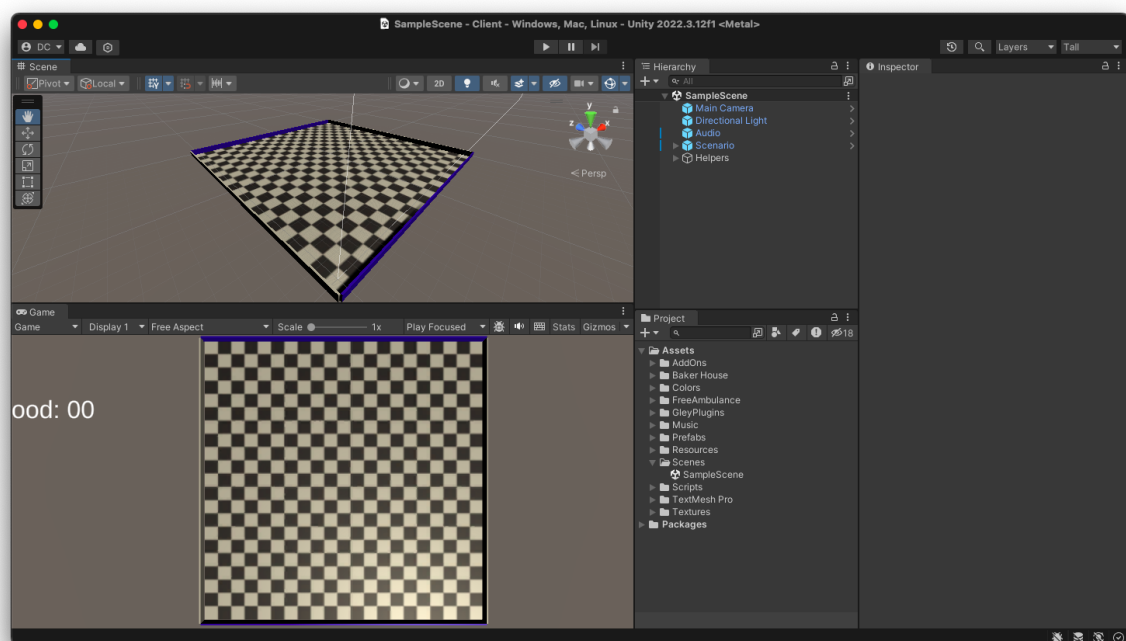 SampleScene - Client - Windows, Mac, Linux - Unity 2022.3.12f1 <Metal>
DC
Layers
Tall
Scene
Pivot
Local
2D
y
z
x
Persp
Game
Game
Display 1
Free Aspect
Scale
1x
Play Focused
Stats
Gizmos
ood: 00
Hierarchy
All
SampleScene
Main Camera
Directional Light
Audio
Scenario
Helpers
Project
18
Assets
AddOns
Baker House
Colors
FreeAmbulance
GleyPlugins
Music
Prefabs
Resources
Scenes
SampleScene
Scripts
TextMesh Pro
Textures
Packages
Inspector